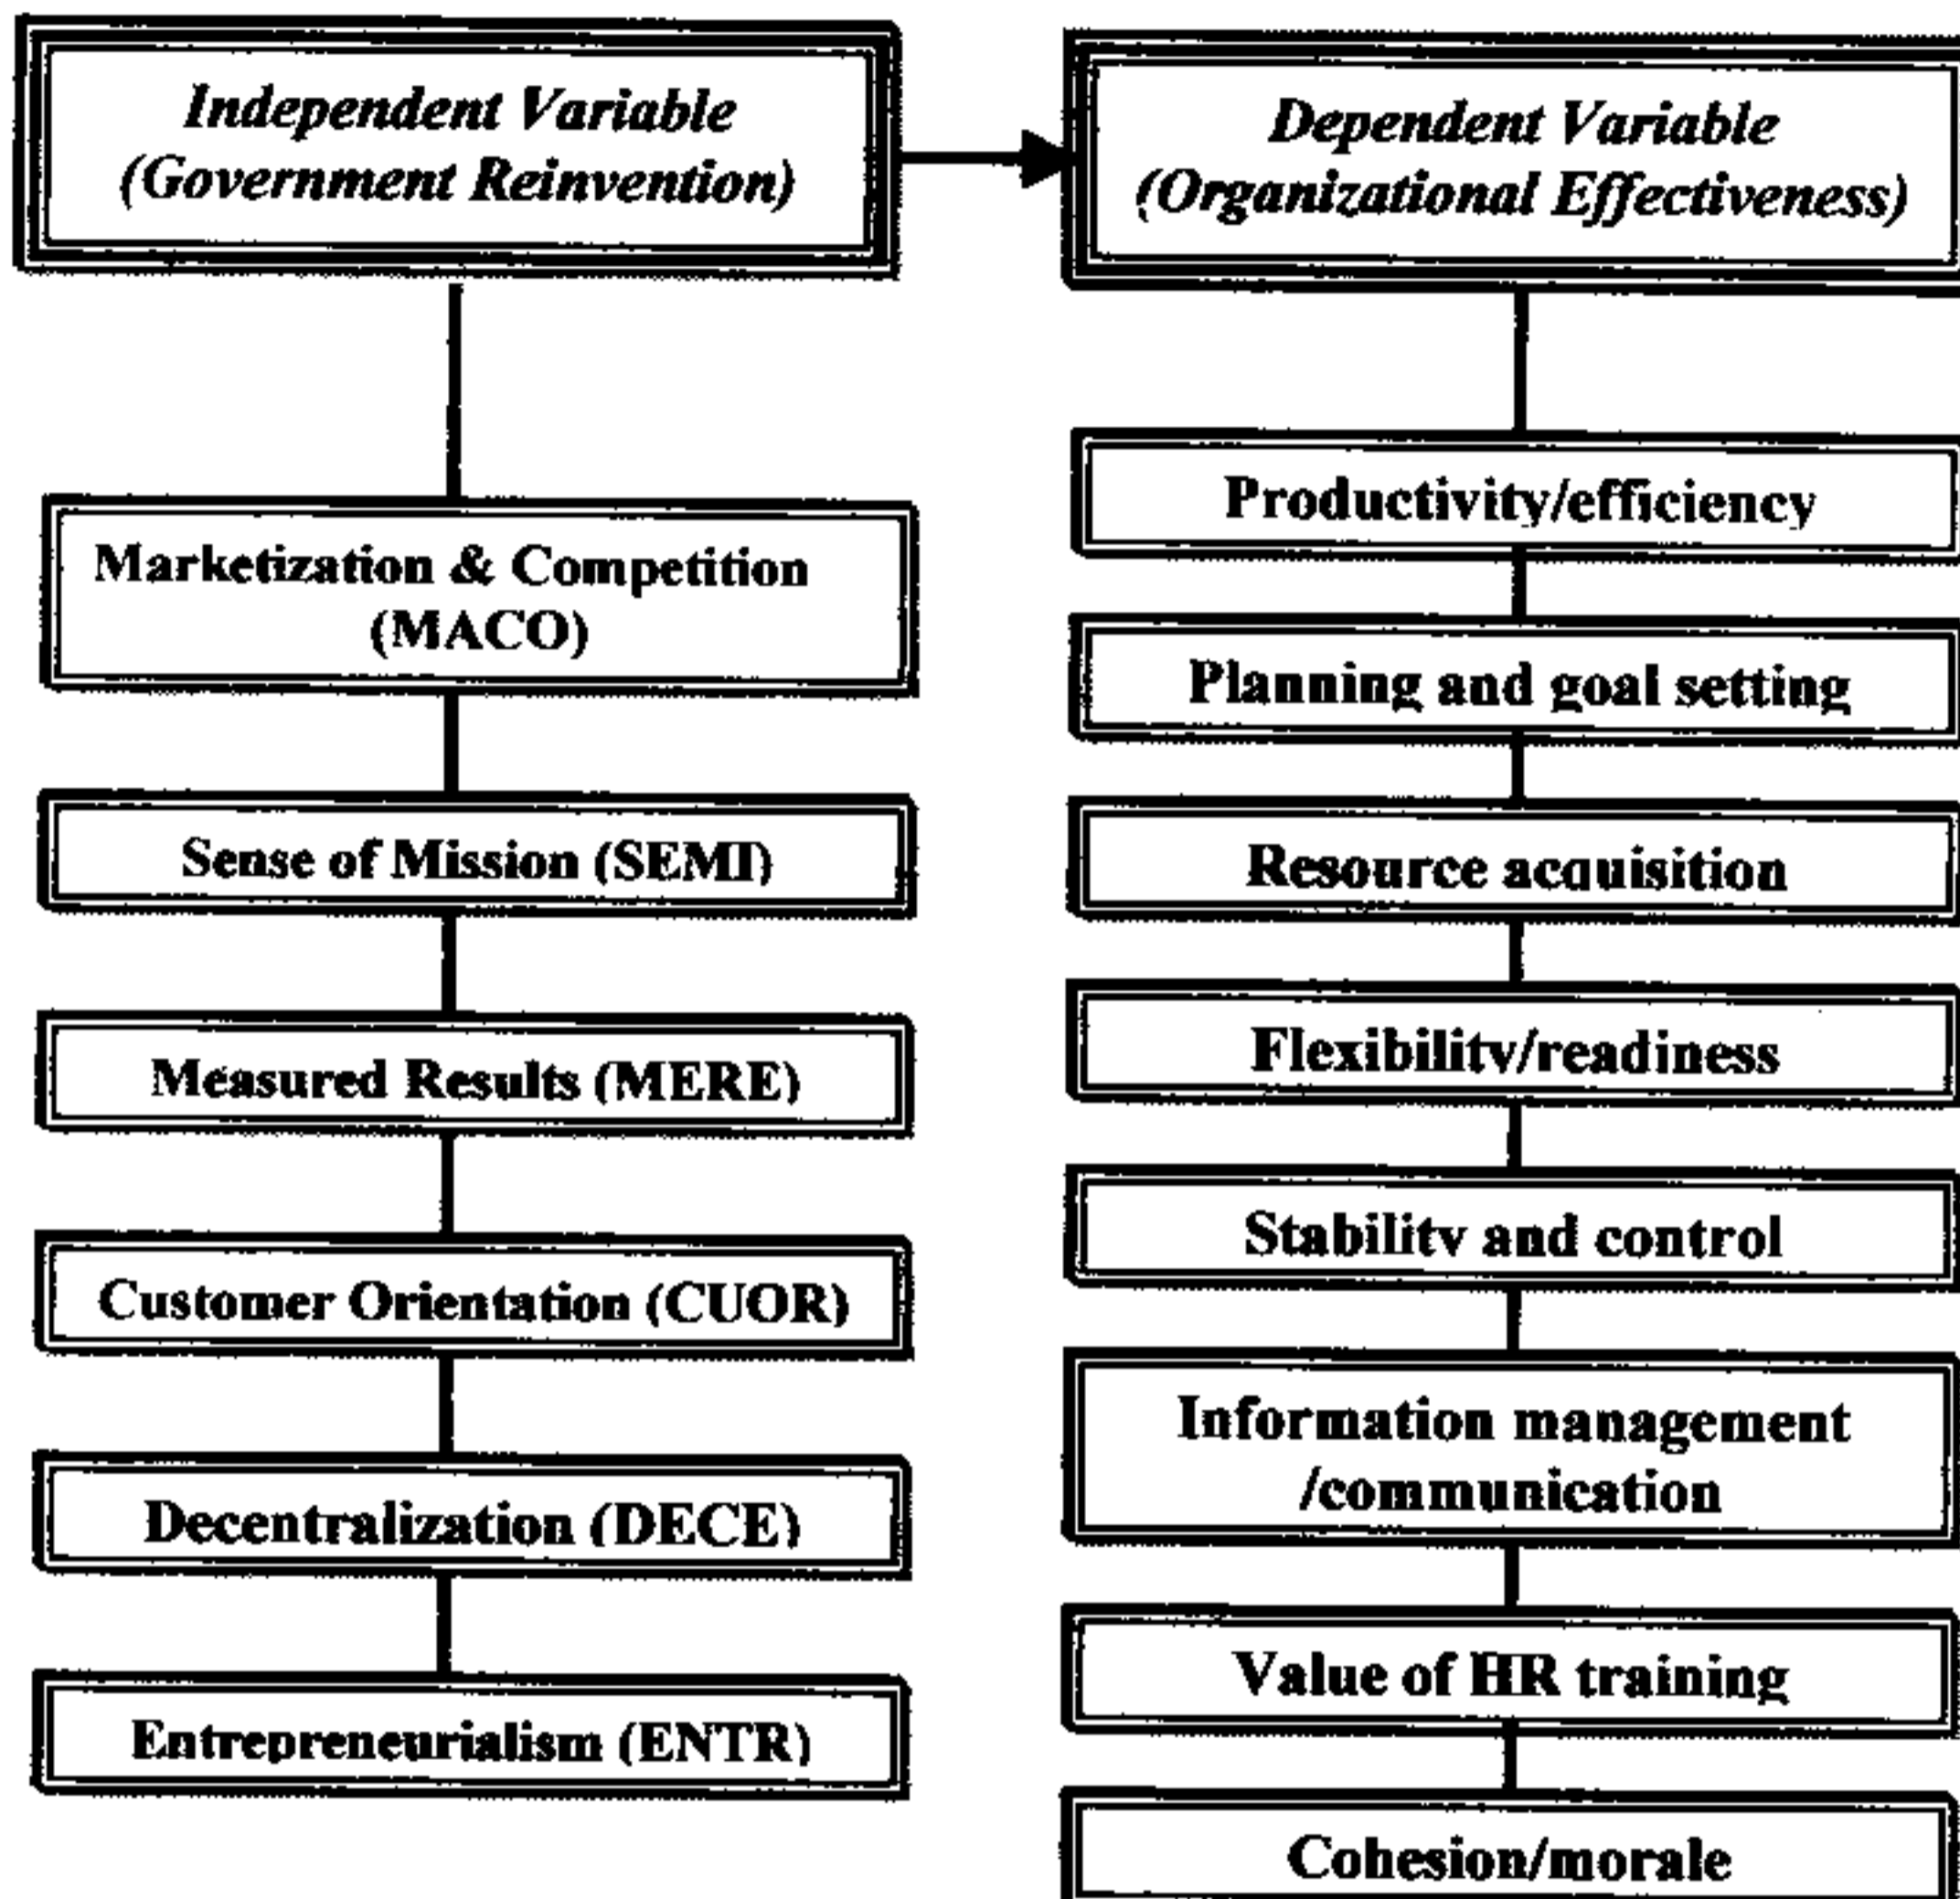 Independent Variable
(Government Reinvention)
Marketization & Competition
(MACO)
Sense of Mission (SEMI)
Measured Results (MERE)
Customer Orientation (CUOR)
Decentralization (DECE)
Entrepreneurialism (ENTR)
Dependent Variable
(Organizational Effectiveness)
Productivity/efficiency
Planning and goal setting
Resource acquisition
Flexibility/readiness
Stability and control
Information management
/communication
Value of HR training
Cohesion/morale